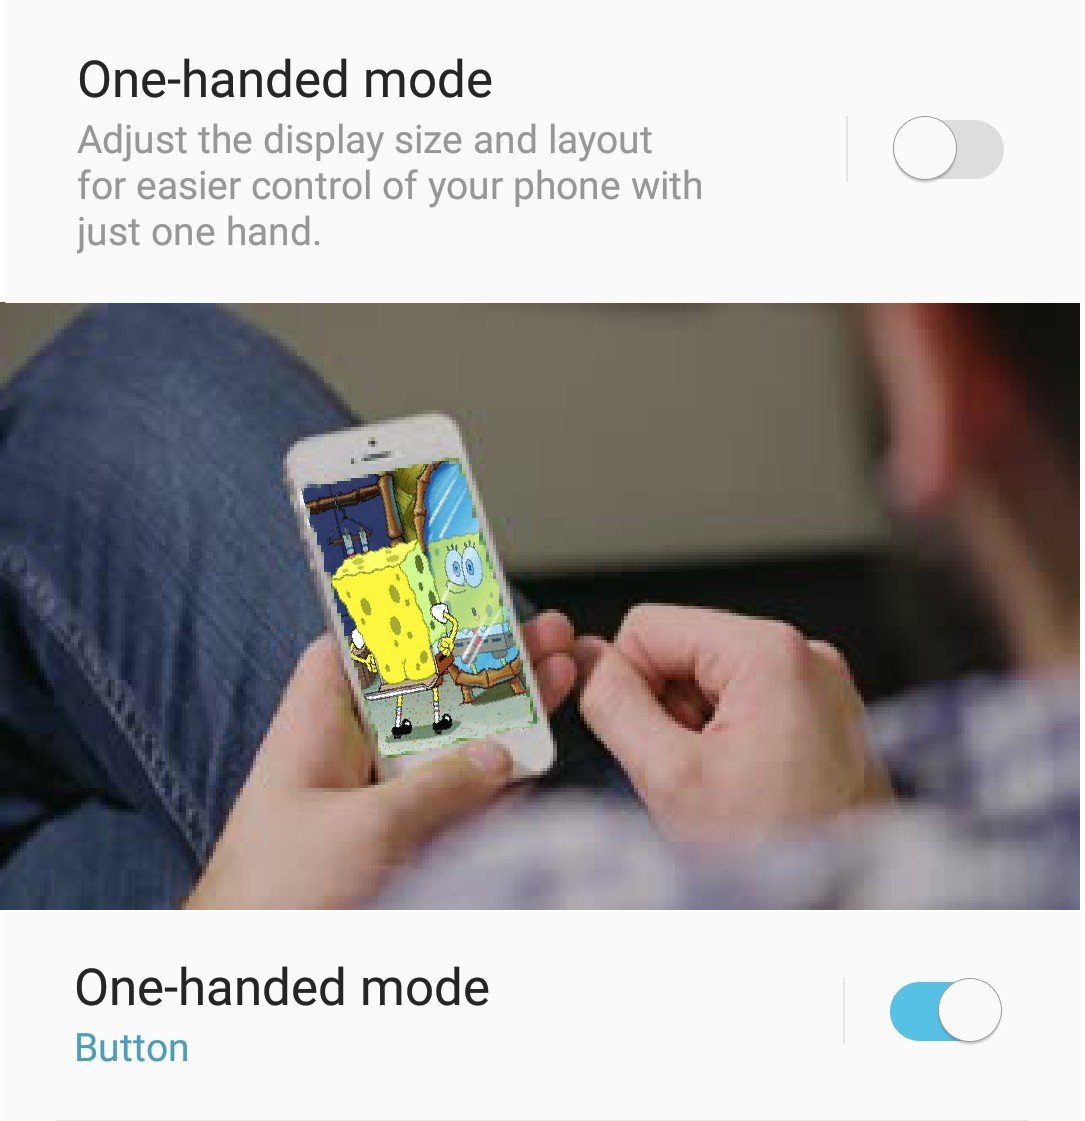 One-handed mode
Adjust the display size and layout
for easier control of your phone with
just one hand.
One-handed mode
Button